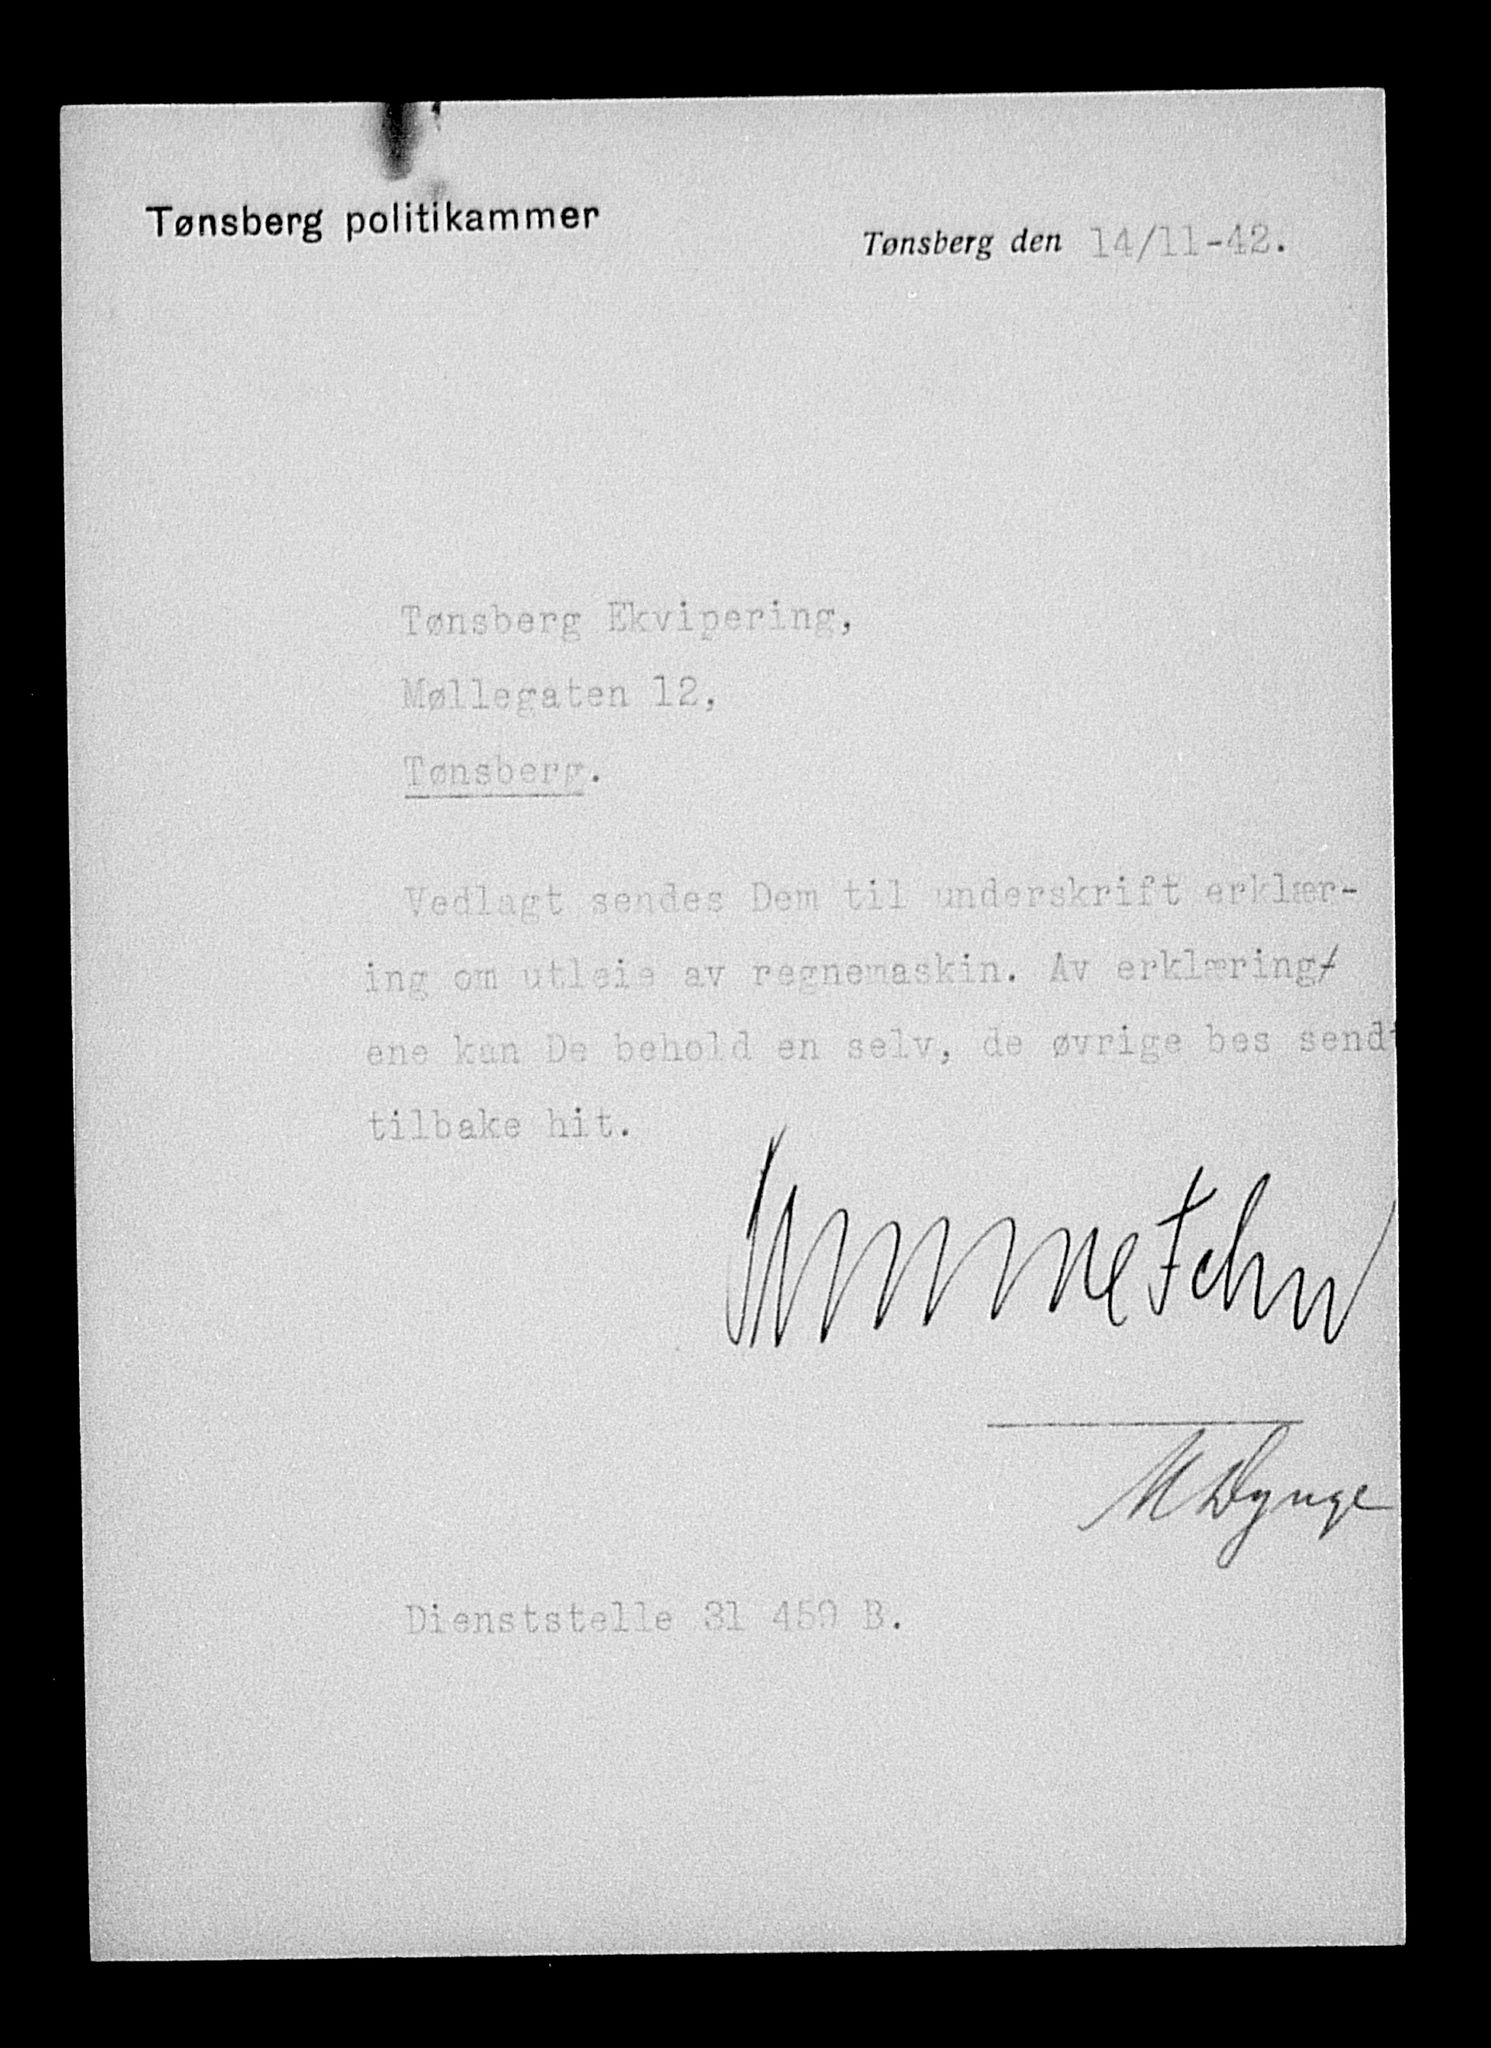 Tønsberg politikammer
Tønsberg den 14/11-42.
Tønsberg Ekvipering,
Møllegaten 12,
Tønsberg.
Vedlagt sendes Dem til underskrift erklær-
ing om utleie av regnemaskin. Av erklæring-
ene kan De behold en selv, de øvrige bes sendt
tilbake hit.
Dienststelle 31 459 B.